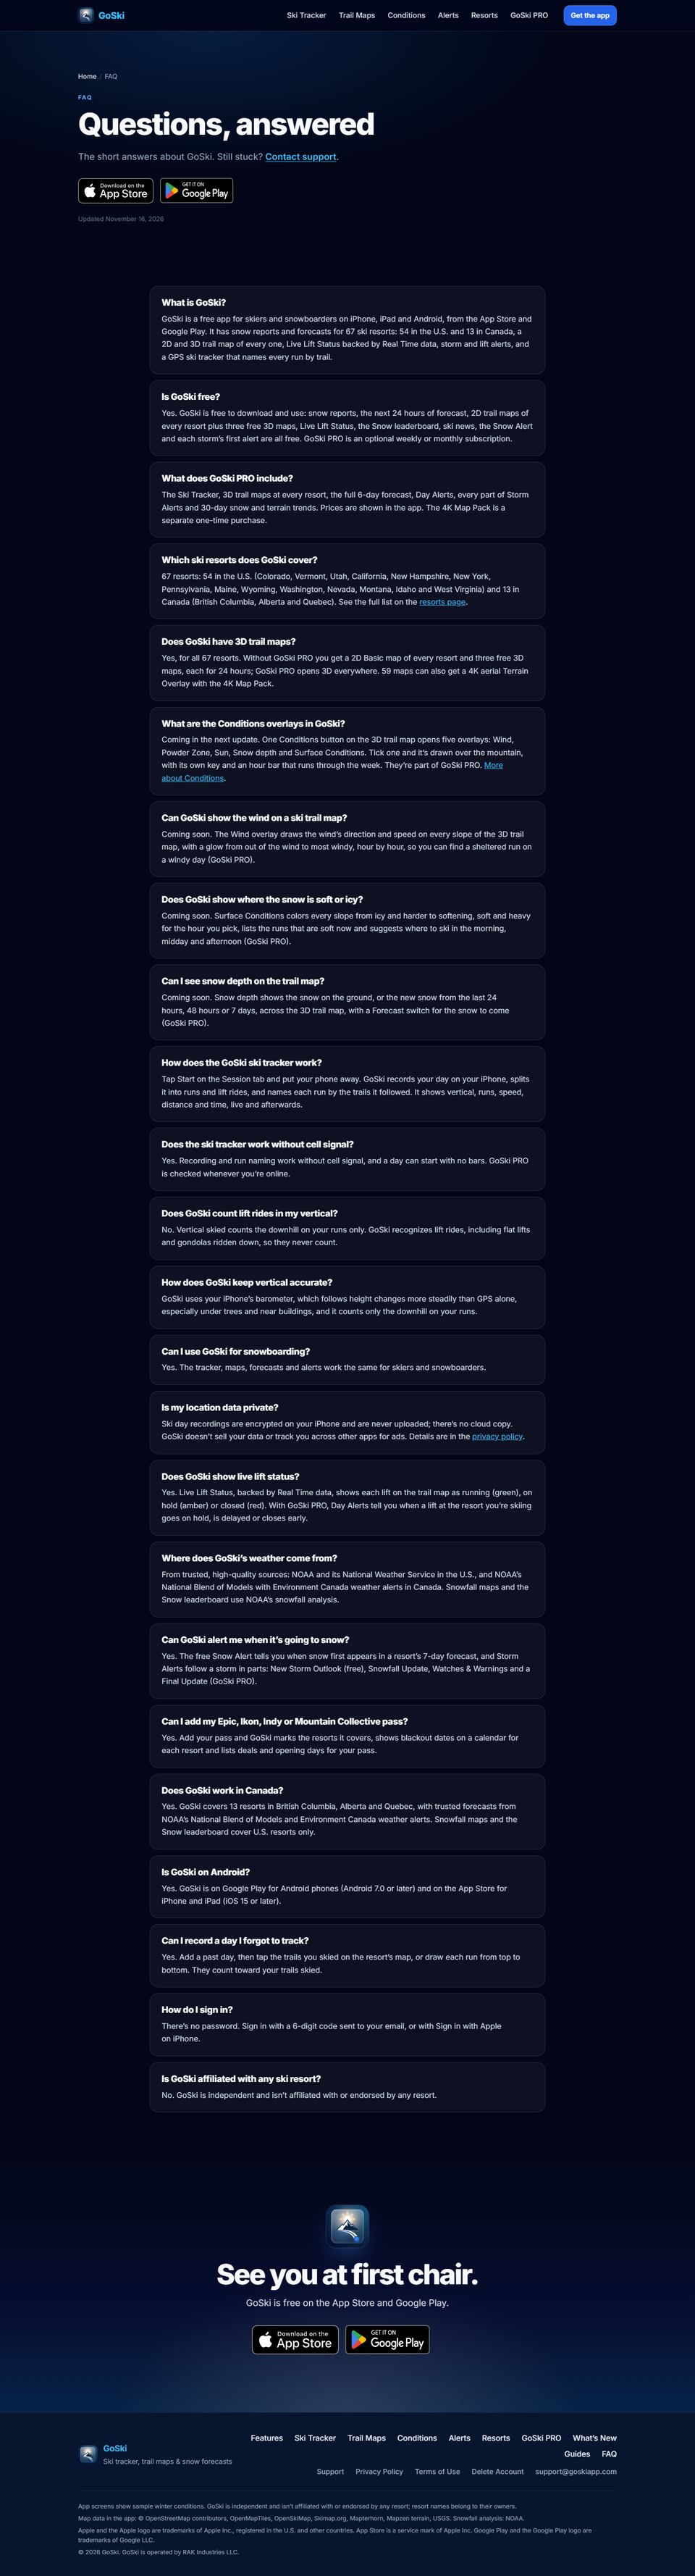 GoSki
Ski Tracker Trail Maps Conditions Alerts Resorts GoSki PRO Get the app
Home / FAQ
FAQ
Questions, answered
The short answers about GoSki. Still stuck? Contact support.
Download on the App Store
GET IT ON Google Play
Updated November 16, 2026
What is GoSki?
GoSki is a free app for skiers and snowboarders on iPhone, iPad and Android, from the App Store and
Google Play. It has snow reports and forecasts for 67 ski resorts: 54 in the U.S. and 13 in Canada, a
2D and 3D trail map of every one, Live Lift Status backed by Real Time data, storm and lift alerts, and
a GPS ski tracker that names every run by trail.
Is GoSki free?
Yes. GoSki is free to download and use: snow reports, the next 24 hours of forecast, 2D trail maps of
every resort plus three free 3D maps, Live Lift Status, the Snow leaderboard, ski news, the Snow Alert
and each storm's first alert are all free. GoSki PRO is an optional weekly or monthly subscription.
What does GoSki PRO include?
The Ski Tracker, 3D trail maps at every resort, the full 6-day forecast, Day Alerts, every part of Storm
Alerts and 30-day snow and terrain trends. Prices are shown in the app. The 4K Map Pack is a
separate one-time purchase.
Which ski resorts does GoSki cover?
67 resorts: 54 in the U.S. (Colorado, Vermont, Utah, California, New Hampshire, New York,
Pennsylvania, Maine, Wyoming, Washington, Nevada, Montana, Idaho and West Virginia) and 13 in
Canada (British Columbia, Alberta and Quebec). See the full list on the resorts page.
Does GoSki have 3D trail maps?
Yes, for all 67 resorts. Without GoSki PRO you get a 2D Basic map of every resort and three free 3D
maps, each for 24 hours; GoSki PRO opens 3D everywhere. 59 maps can also get a 4K aerial Terrain
Overlay with the 4K Map Pack.
What are the Conditions overlays in GoSki?
Coming in the next update. One Conditions button on the 3D trail map opens five overlays: Wind,
Powder Zone, Sun, Snow depth and Surface Conditions. Tick one and it's drawn over the mountain,
with its own key and an hour bar that runs through the week. They're part of GoSki PRO. More
about Conditions.
Can GoSki show the wind on a ski trail map?
Coming soon. The Wind overlay draws the wind's direction and speed on every slope of the 3D trail
map, with a glow from out of the wind to most windy, hour by hour, so you can find a sheltered run on
a windy day (GoSki PRO).
Does GoSki show where the snow is soft or icy?
Coming soon. Surface Conditions colors every slope from icy and harder to softening, soft and heavy
for the hour you pick, lists the runs that are soft now and suggests where to ski in the morning,
midday and afternoon (GoSki PRO).
Can I see snow depth on the trail map?
Coming soon. Snow depth shows the snow on the ground, or the new snow from the last 24
hours, 48 hours or 7 days, across the 3D trail map, with a Forecast switch for the snow to come
(GoSki PRO).
How does the GoSki ski tracker work?
Tap Start on the Session tab and put your phone away. GoSki records your day on your iPhone, splits
it into runs and lift rides, and names each run by the trails it followed. It shows vertical, runs, speed,
distance and time, live and afterwards.
Does the ski tracker work without cell signal?
Yes. Recording and run naming work without cell signal, and a day can start with no bars. GoSki PRO
is checked whenever you're online.
Does GoSki count lift rides in my vertical?
No. Vertical skied counts the downhill on your runs only. GoSki recognizes lift rides, including flat lifts
and gondolas ridden down, so they never count.
How does GoSki keep vertical accurate?
GoSki uses your iPhone's barometer, which follows height changes more steadily than GPS alone,
especially under trees and near buildings, and it counts only the downhill on your runs.
Can I use GoSki for snowboarding?
Yes. The tracker, maps, forecasts and alerts work the same for skiers and snowboarders.
Is my location data private?
Ski day recordings are encrypted on your iPhone and are never uploaded; there's no cloud copy.
GoSki doesn't sell your data or track you across other apps for ads. Details are in the privacy policy.
Does GoSki show live lift status?
Yes. Live Lift Status, backed by Real Time data, shows each lift on the trail map as running (green), on
hold (amber) or closed (red). With GoSki PRO, Day Alerts tell you when a lift at the resort you're skiing
goes on hold, is delayed or closes early.
Where does GoSki's weather come from?
From trusted, high-quality sources: NOAA and its National Weather Service in the U.S., and NOAA's
National Blend of Models with Environment Canada weather alerts in Canada. Snowfall maps and the
Snow leaderboard use NOAA's snowfall analysis.
Can GoSki alert me when it's going to snow?
Yes. The free Snow Alert tells you when snow first appears in a resort's 7-day forecast, and Storm
Alerts follow a storm in parts: New Storm Outlook (free), Snowfall Update, Watches & Warnings and a
Final Update (GoSki PRO).
Can I add my Epic, Ikon, Indy or Mountain Collective pass?
Yes. Add your pass and GoSki marks the resorts it covers, shows blackout dates on a calendar for
each resort and lists deals and opening days for your pass.
Does GoSki work in Canada?
Yes. GoSki covers 13 resorts in British Columbia, Alberta and Quebec, with trusted forecasts from
NOAA's National Blend of Models and Environment Canada weather alerts. Snowfall maps and the
Snow leaderboard cover U.S. resorts only.
Is GoSki on Android?
Yes. GoSki is on Google Play for Android phones (Android 7.0 or later) and on the App Store for
iPhone and iPad (iOS 15 or later).
Can I record a day I forgot to track?
Yes. Add a past day, then tap the trails you skied on the resort's map, or draw each run from top to
bottom. They count toward your trails skied.
How do I sign in?
There's no password. Sign in with a 6-digit code sent to your email, or with Sign in with Apple
on iPhone.
Is GoSki affiliated with any ski resort?
No. GoSki is independent and isn't affiliated with or endorsed by any resort.
See you at first chair.
GoSki is free on the App Store and Google Play.
Download on the App Store
GET IT ON Google Play
GoSki
Ski Tracker, trail maps & snow forecasts
Features Ski Tracker Trail Maps Conditions Alerts Resorts GoSki PRO What's New
Guides FAQ
Support Privacy Policy Terms of Use Delete Account support@goskiapp.com
App screens show sample winter conditions. GoSki is independent and isn't affiliated with or endorsed by any resort; resort names belong to their owners.
Map data in the app: © OpenStreetMap contributors, OpenMapTiles, OpenSkiMap, Skimap.org, Mapterhorn, Mapzen terrain, USGS. Snowfall analysis: NOAA.
Apple and the Apple logo are trademarks of Apple Inc., registered in the U.S. and other countries. App Store is a service mark of Apple Inc. Google Play and the Google Play logo are
trademarks of Google LLC.
© 2026 GoSki. GoSki is operated by RAK Industries LLC.